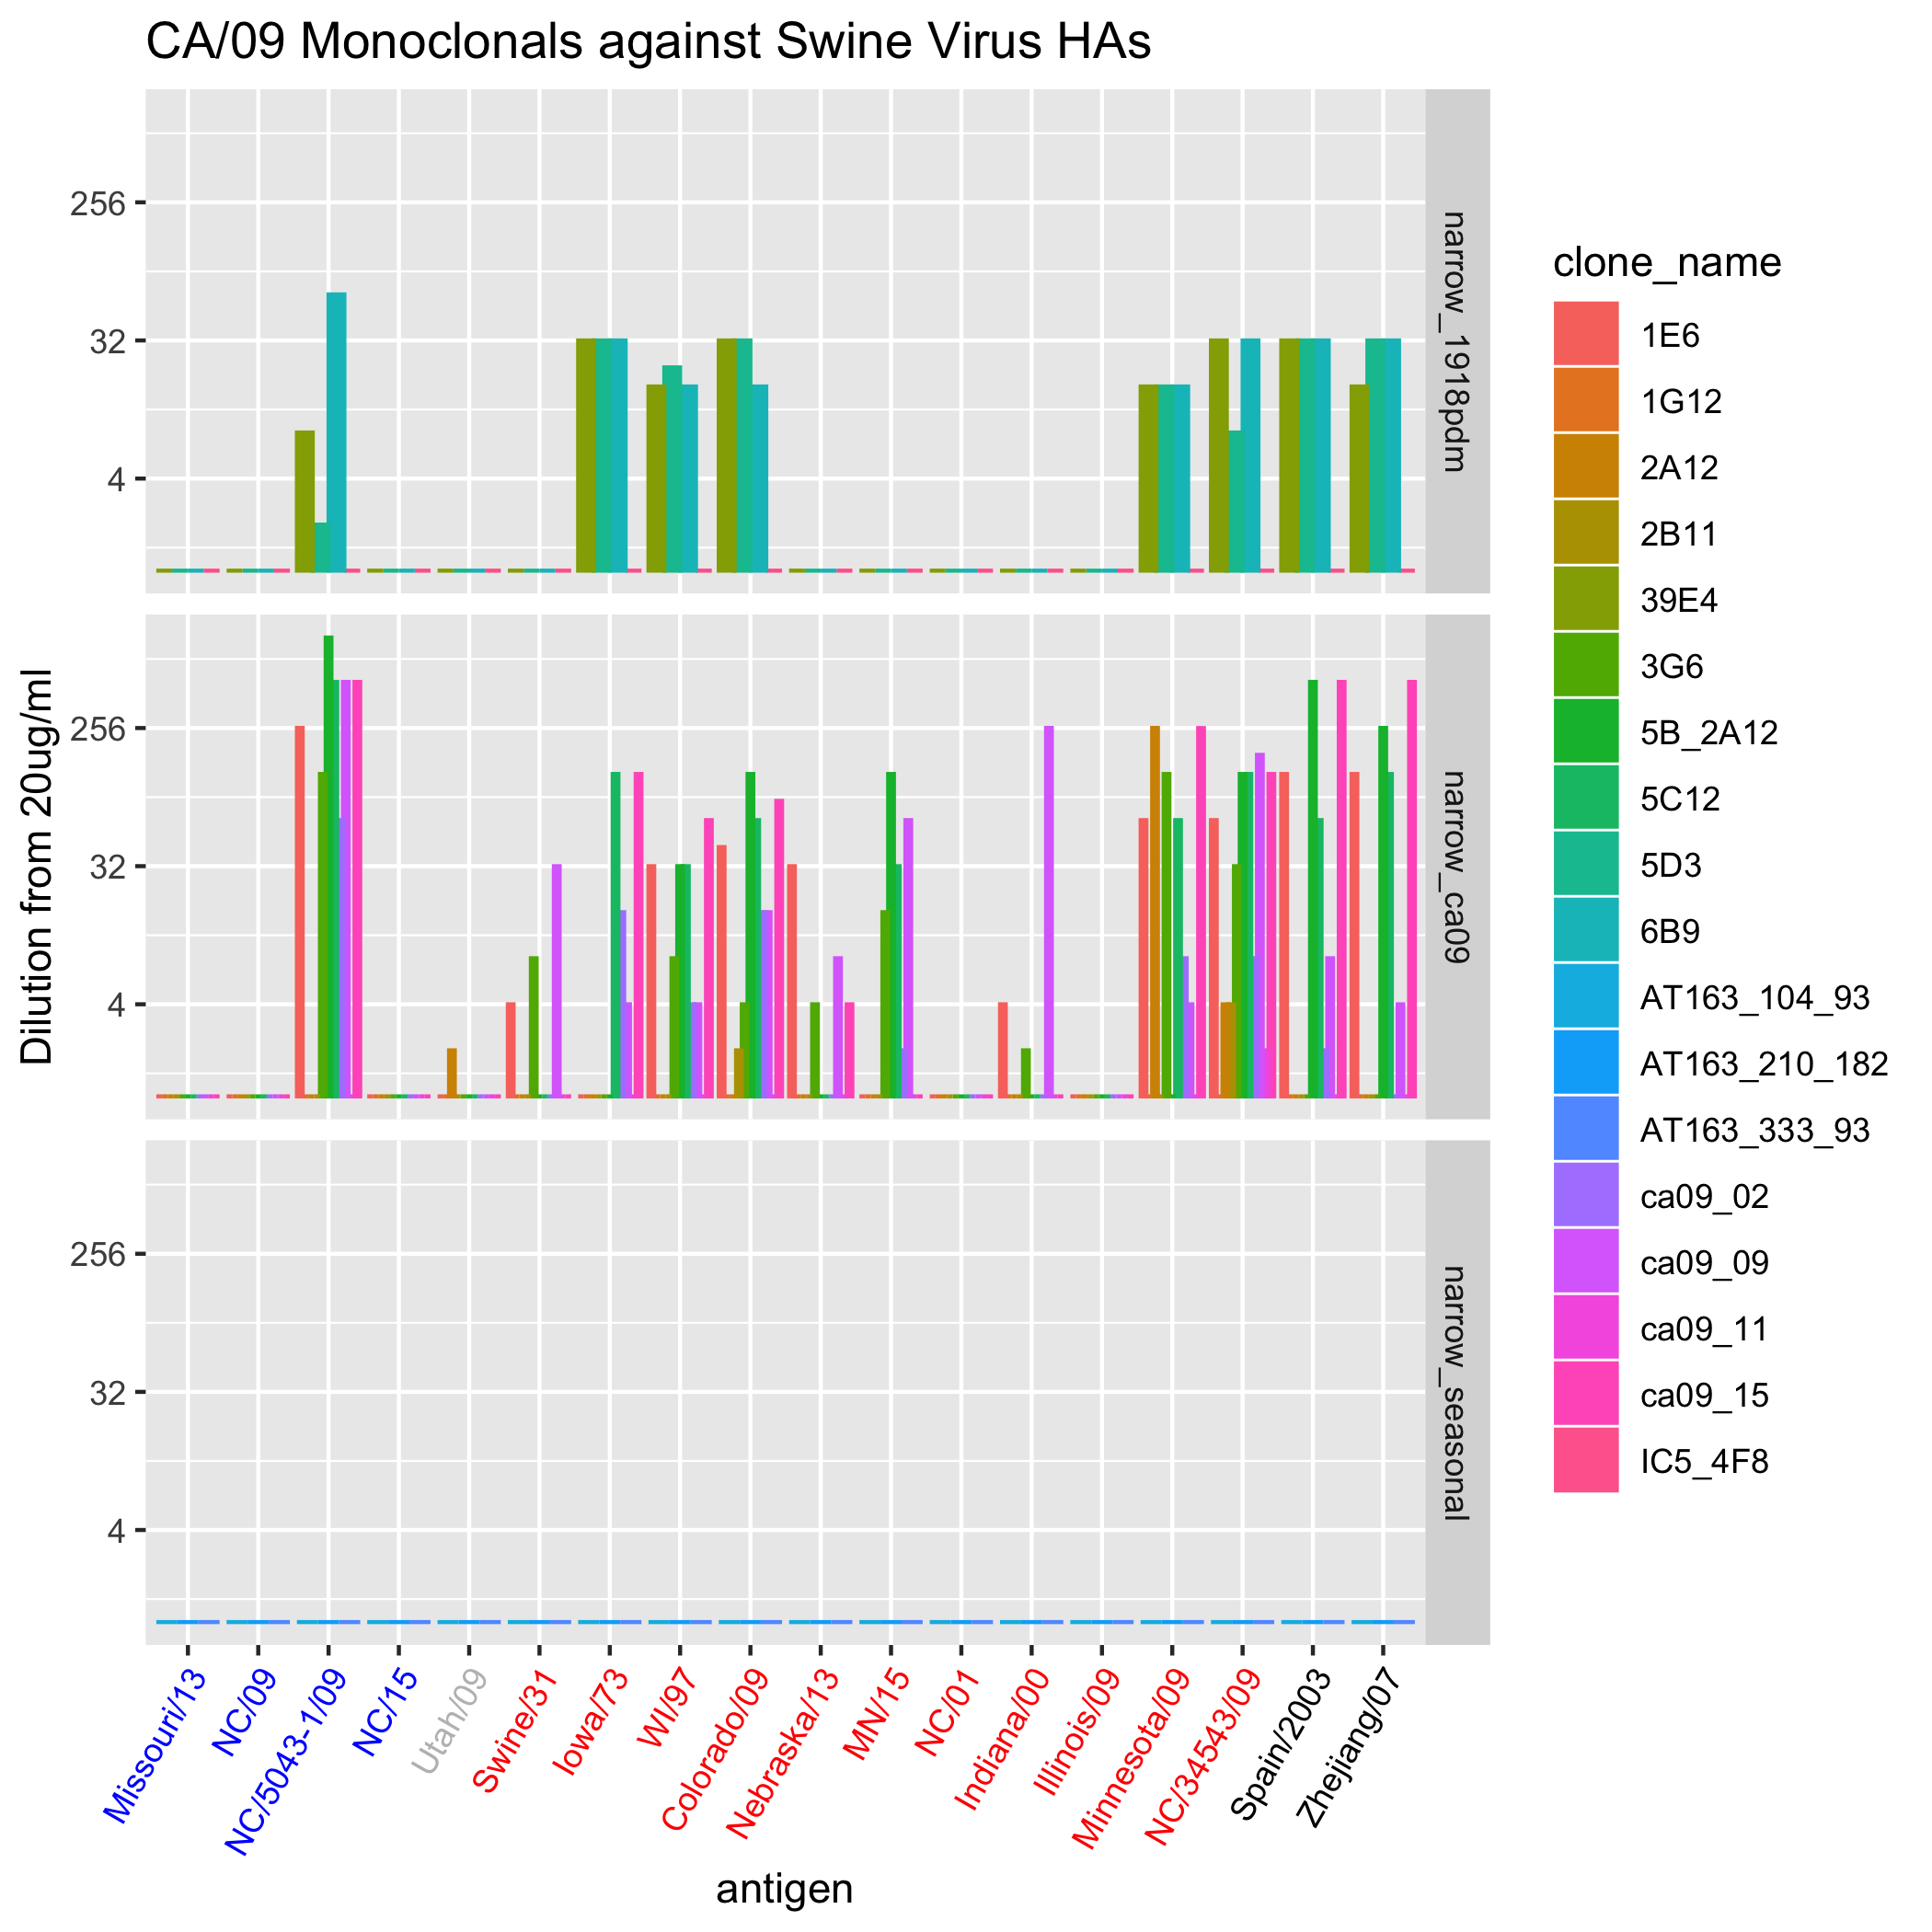 CA/09 Monoclonals against Swine Virus HAs
Dilution from 20ug/ml
256
32
4
narrow_1918pdm
256
32
4
narrow_ca09
256
32
4
narrow_seasonal
Missouri/13
NC/09
NC/5043-1/09
NC/15
Utah/09
Swine/31
Iowa/73
WI/97
Colorado/09
Nebraska/13
MN/15
NC/01
Indiana/00
Illinois/09
Minnesota/09
NC/34543/09
Spain/2003
Zhejiang/07
antigen
clone_name
1E6
1G12
2A12
2B11
39E4
3G6
5B_2A12
5C12
5D3
6B9
AT163_104_93
AT163_210_182
AT163_333_93
ca09_02
ca09_09
ca09_11
ca09_15
IC5_4F8